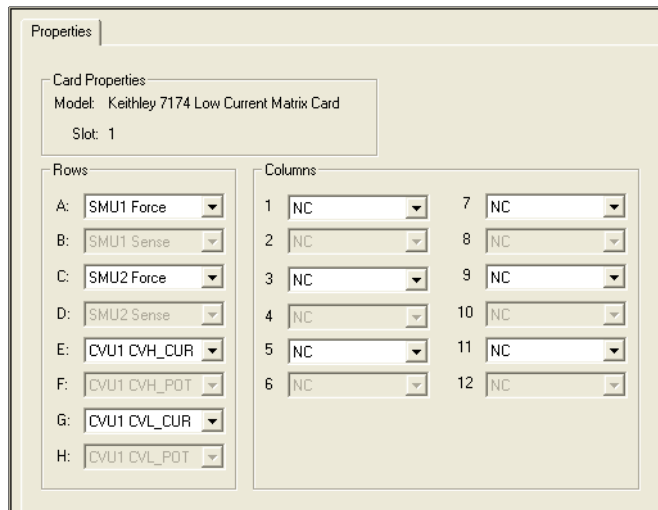 Properties
Card Properties
Model: Keithley 7174 Low Current Matrix Card
Slot: 1
Rows
A: SMU1 Force
B: SMU1 Sense
C: SMU2 Force
D: SMU2 Sense
E: CVU1 CVH_CUR
F: CVU1 CVH_POT
G: CVU1 CVL_CUR
H: CVU1 CVL_POT
Columns
1 NC
2 NC
3 NC
4 NC
5 NC
6 NC
7 NC
8 NC
9 NC
10 NC
11 NC
12 NC